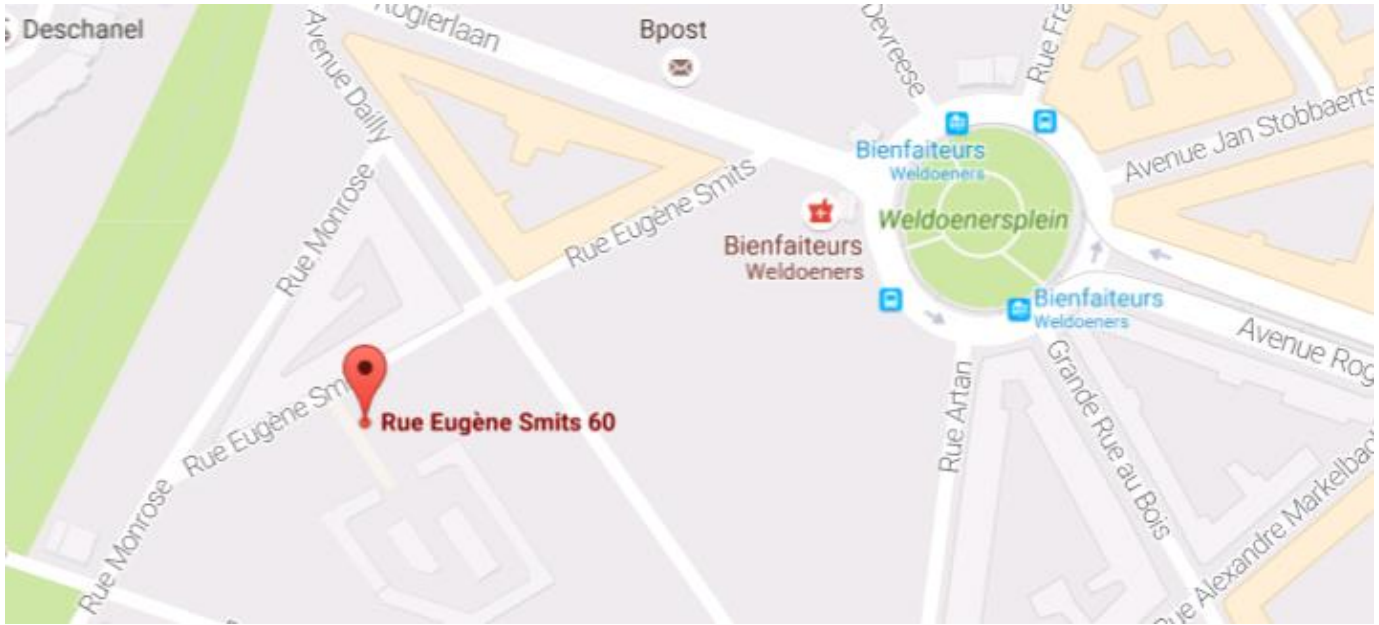 Deschanel
Rogierlaan
Bpost
Devreese
Avenue Dailly
Bienfaiteurs
Weldoeners
Avenue Jan Stobbaerts
Rue Monrose
Rue Eugène Smits
Weldoenersplein
Bienfaiteurs
Weldoeners
Bienfaiteurs
Weldoeners
Avenue Rog
Rue Eugène Sm
Rue Eugène Smits 60
Rue Artan
Grande Rue au Bois
Rue Monrose
Rue Alexandre Markelbac
Rue Fra